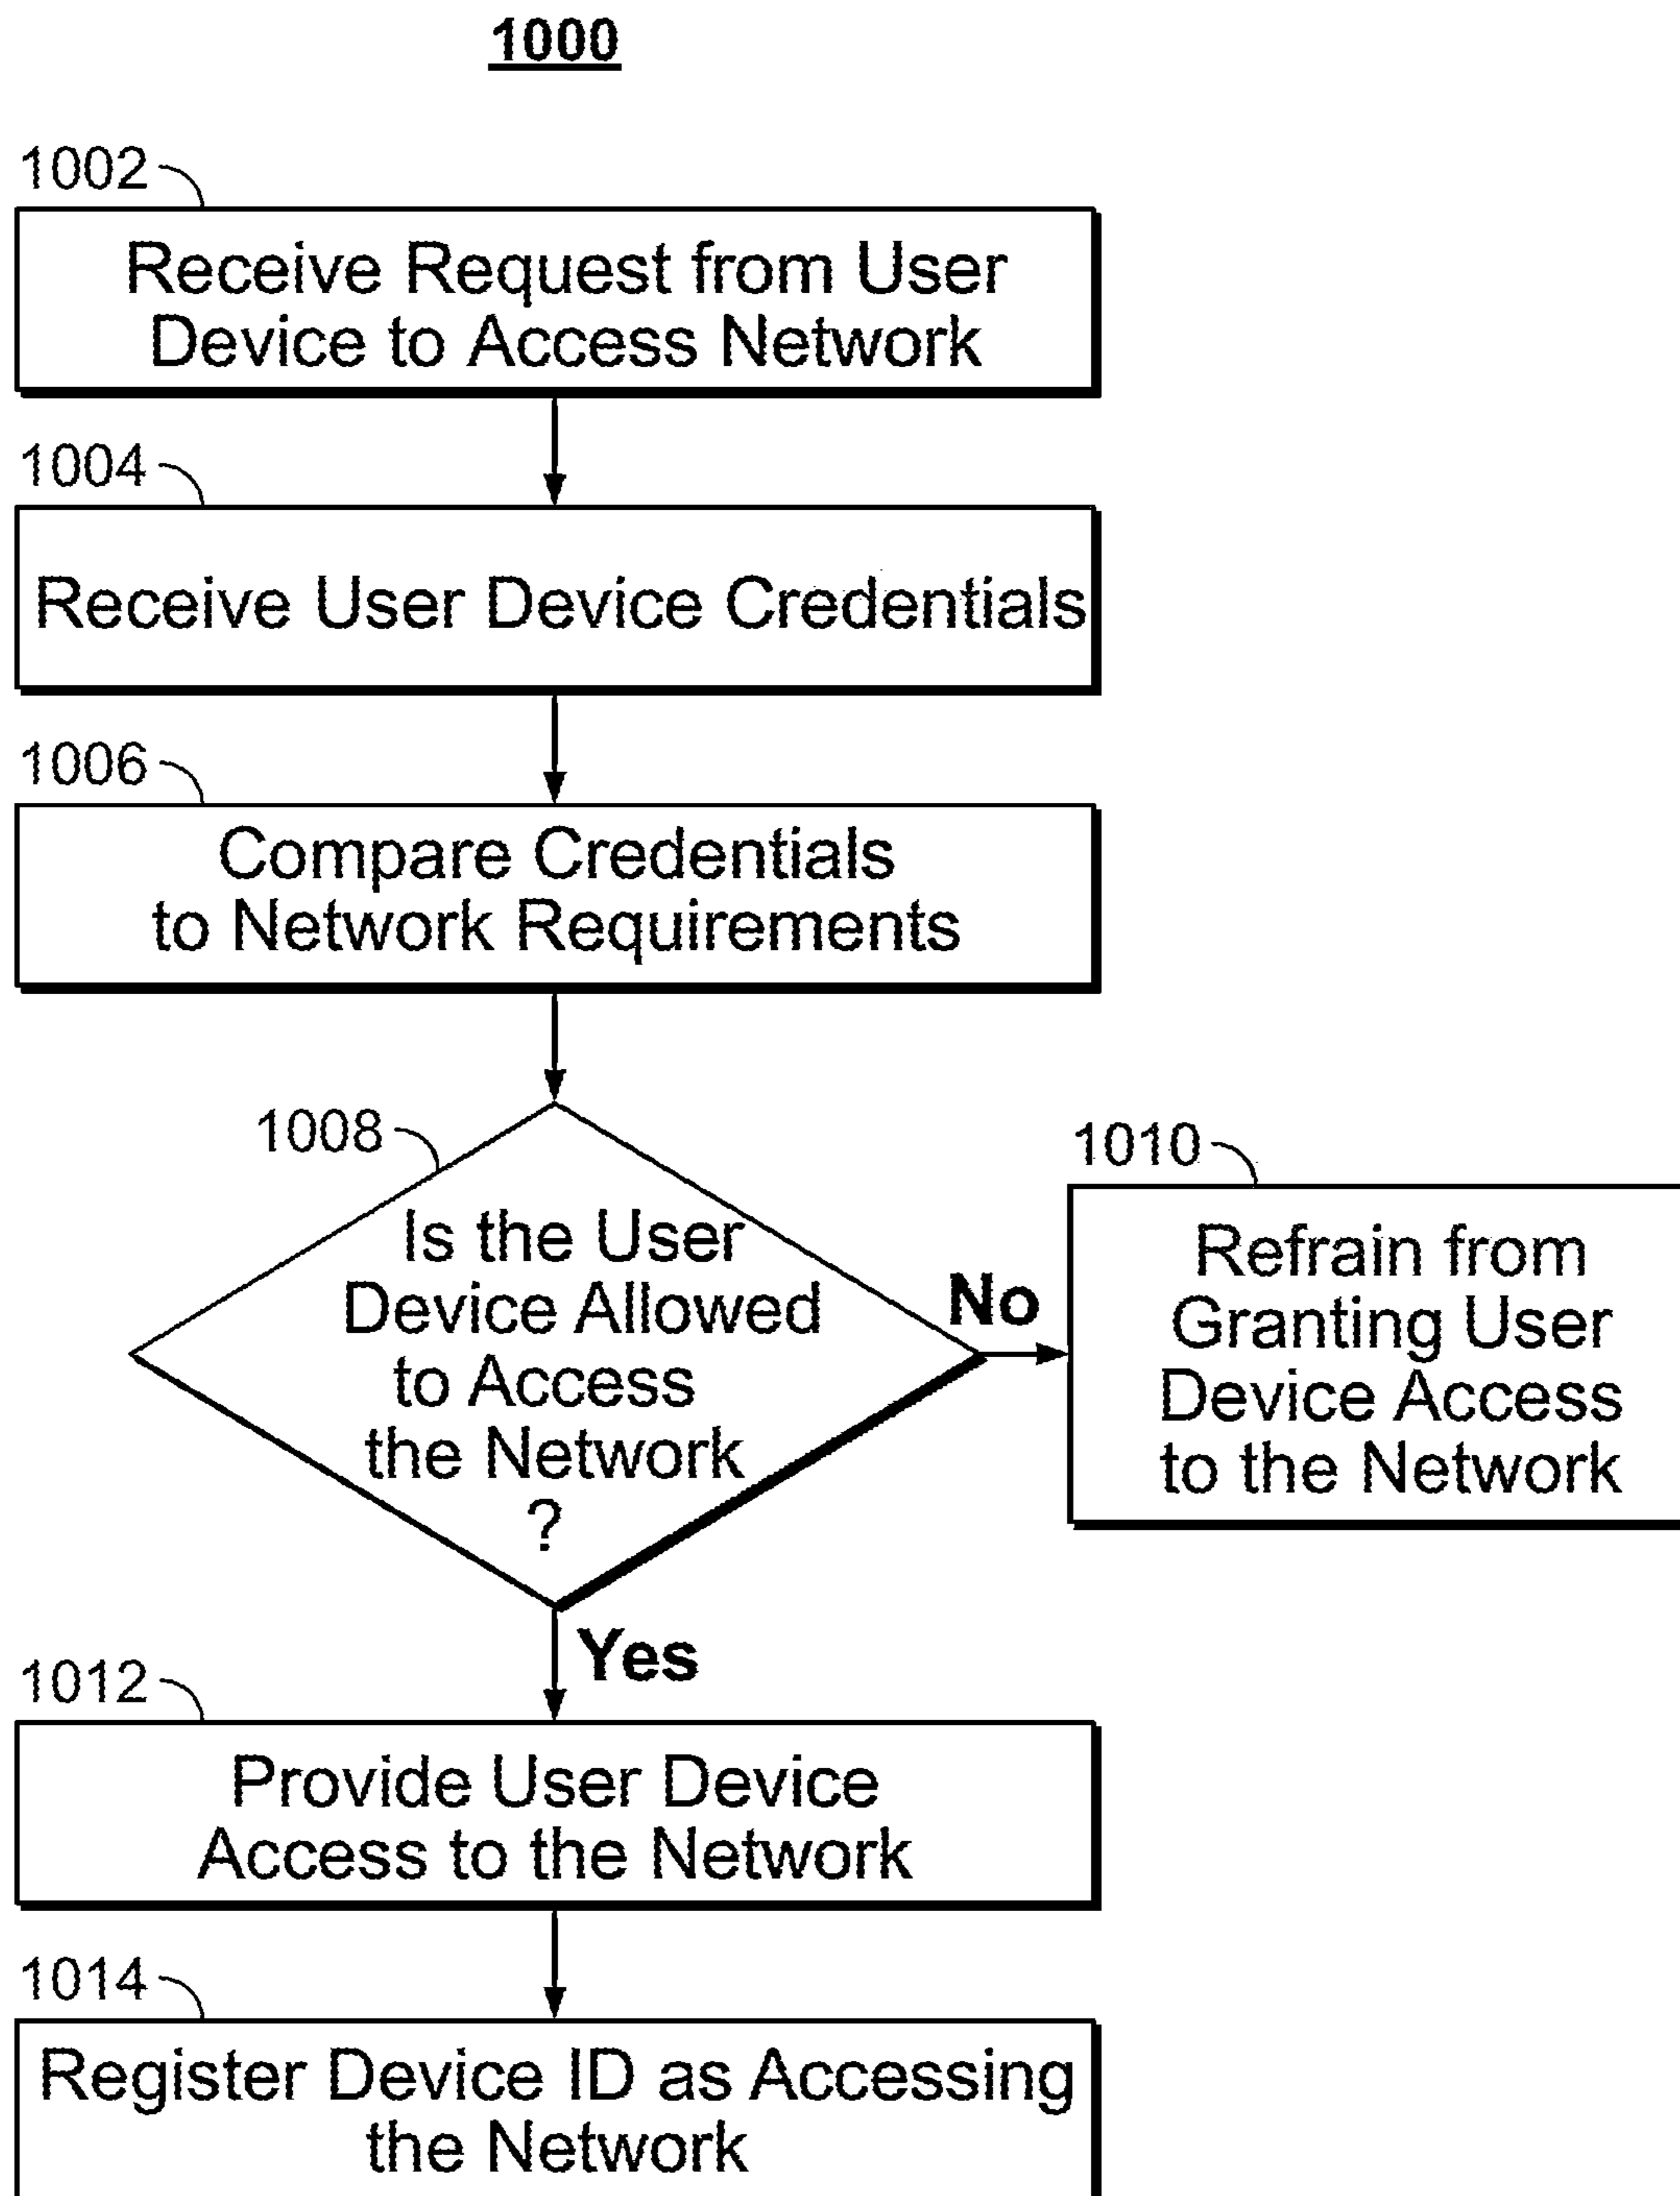 1000
1002
Receive Request from User
Device to Access Network
1004
Receive User Device Credentials
1006
Compare Credentials
to Network Requirements
1008
Is the User
Device Allowed
to Access
the Network
?
No
1010
Refrain from
Granting User
Device Access
to the Network
Yes
1012
Provide User Device
Access to the Network
1014
Register Device ID as Accessing
the Network